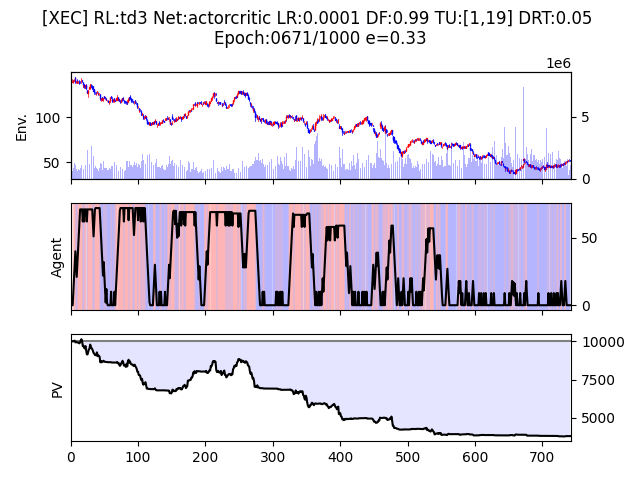 [XEC] RL:td3 Net:actorcritic LR:0.0001 DF:0.99 TU:[1,19] DRT:0.05
Epoch:0671/1000 e=0.33
1e6
Env.
100
50
5
0
Agent
50
0
PV
10000
7500
5000
0 100 200 300 400 500 600 700